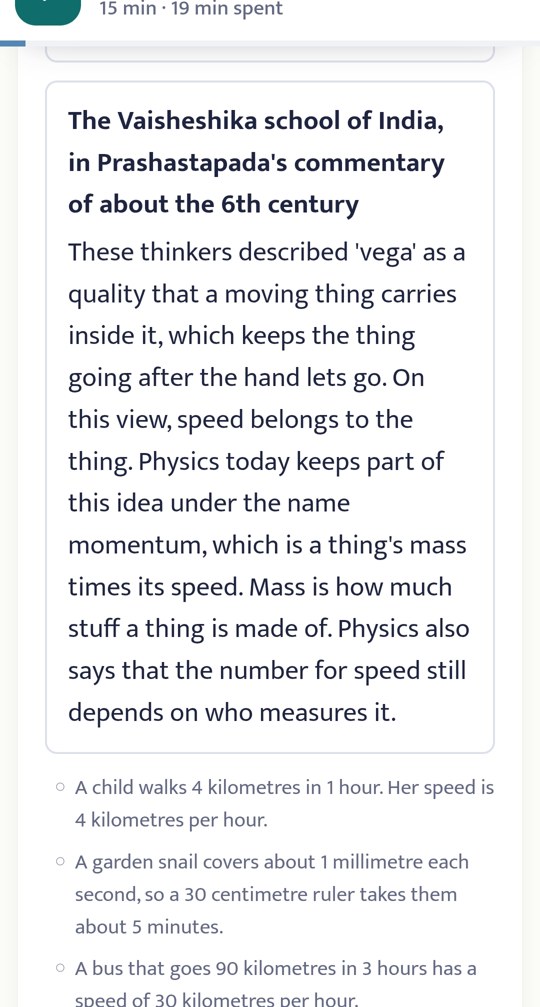 15 min · 19 min spent
The Vaisheshika school of India,
in Prashastapada's commentary
of about the 6th century
These thinkers described 'vega' as a
quality that a moving thing carries
inside it, which keeps the thing
going after the hand lets go. On
this view, speed belongs to the
thing. Physics today keeps part of
this idea under the name
momentum, which is a thing's mass
times its speed. Mass is how much
stuff a thing is made of. Physics also
says that the number for speed still
depends on who measures it.
A child walks 4 kilometres in 1 hour. Her speed is
4 kilometres per hour.
A garden snail covers about 1 millimetre each
second, so a 30 centimetre ruler takes them
about 5 minutes.
A bus that goes 90 kilometres in 3 hours has a
speed of 30 kilometres per hour.